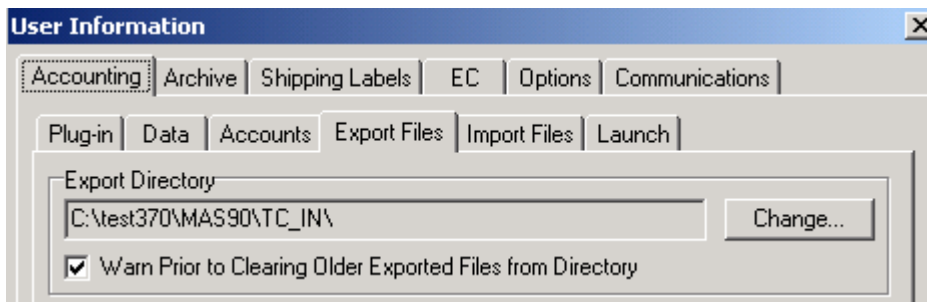 User Information
Accounting Archive Shipping Labels EC Options Communications
Plug-in Data Accounts Export Files Import Files Launch
Export Directory
C:\test370\MAS90\TC_IN\ Change...
Warn Prior to Clearing Older Exported Files from Directory